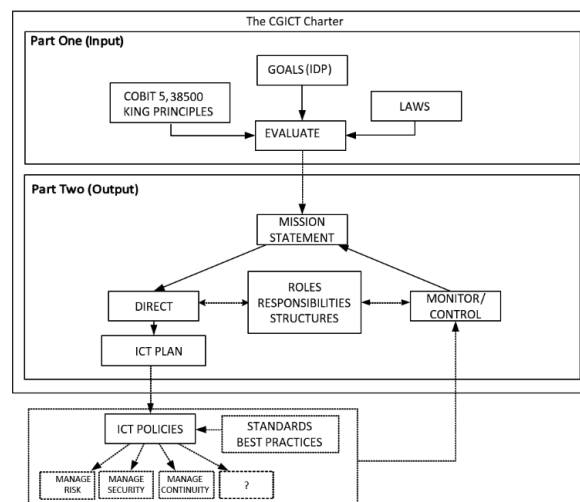 The CGICT Charter
Part One (Input)
GOALS (IDP)
COBIT 5, 38500
KING PRINCIPLES
LAWS
EVALUATE
Part Two (Output)
MISSION
STATEMENT
DIRECT
ROLES
RESPONSIBILITIES
STRUCTURES
MONITOR/
CONTROL
ICT PLAN
ICT POLICIES
STANDARDS
BEST PRACTICES
MANAGE
RISK
MANAGE
SECURITY
MANAGE
CONTINUITY
?